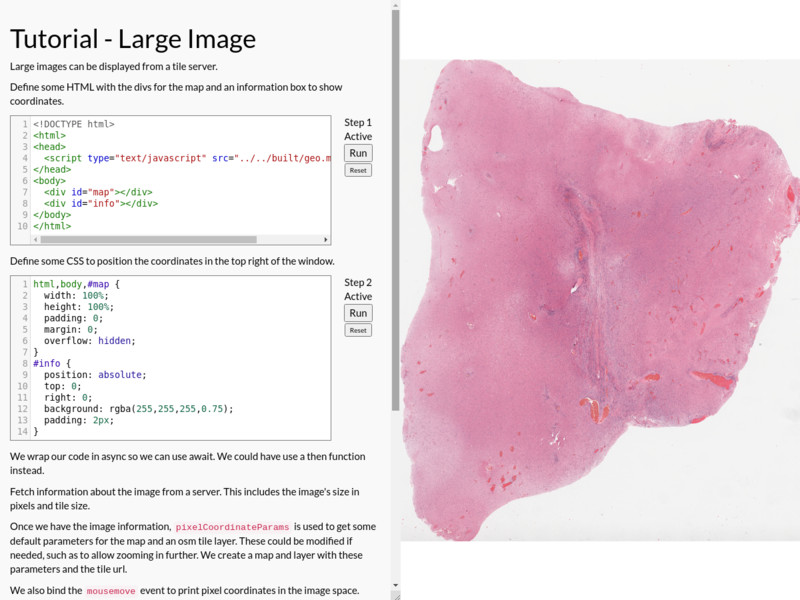 Tutorial - Large Image
Large images can be displayed from a tile server.
Define some HTML with the divs for the map and an information box to show
coordinates.
1 <!DOCTYPE html>
2 <html>
3 <head>
4 <script type="text/javascript" src="../../built/geo.m
5 </head>
6 <body>
7 <div id="map"></div>
8 <div id="info"></div>
9 </body>
10 </html>
Step 1
Active
Run
Reset
Define some CSS to position the coordinates in the top right of the window.
1 html,body,#map {
2 width: 100%;
3 height: 100%;
4 padding: 0;
5 margin: 0;
6 overflow: hidden;
7 }
8 #info {
9 position: absolute;
10 top: 0;
11 right: 0;
12 background: rgba(255,255,255,0.75);
13 padding: 2px;
14 }
Step 2
Active
Run
Reset
We wrap our code in async so we can use await. We could have use a then function
instead.
Fetch information about the image from a server. This includes the image's size in
pixels and tile size.
Once we have the image information, pixelCoordinateParams is used to get some
default parameters for the map and an osm tile layer. These could be modified if
needed, such as to allow zooming in further. We create a map and layer with these
parameters and the tile url.
We also bind the mousemove event to print pixel coordinates in the image space.